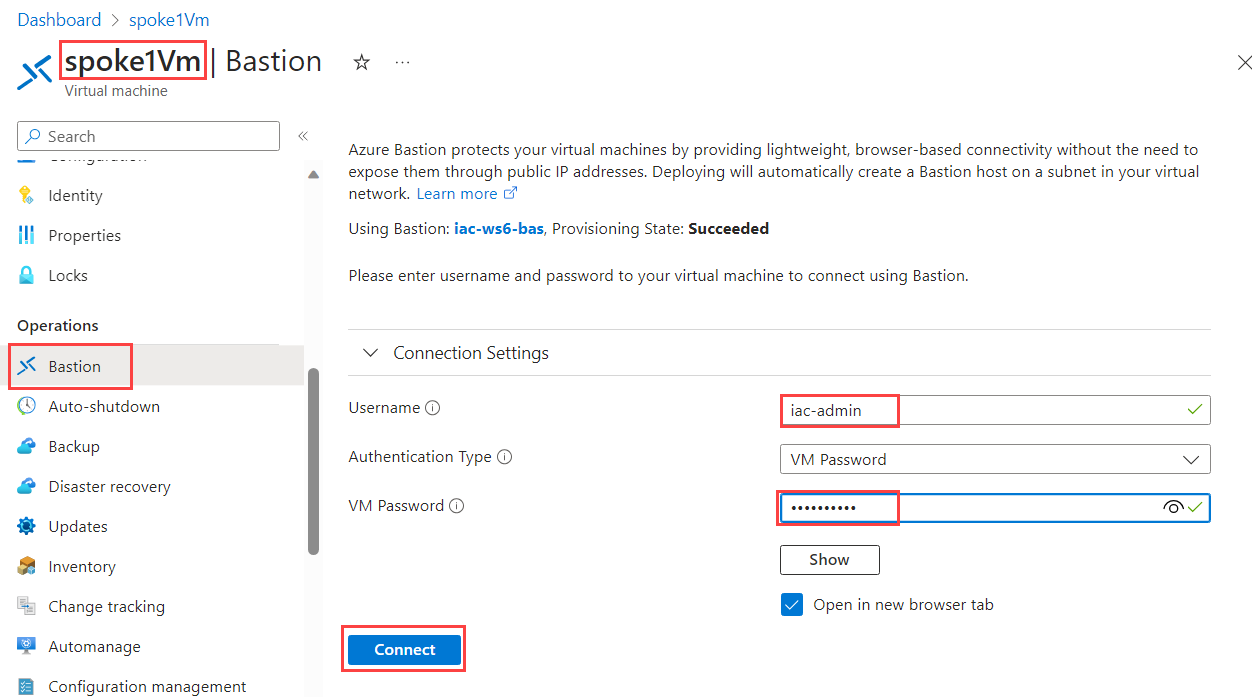 Dashboard > spoke1Vm
spoke1Vm | Bastion
Virtual machine
Search
Configuration
Identity
Properties
Locks
Operations
Bastion
Auto-shutdown
Backup
Disaster recovery
Updates
Inventory
Change tracking
Automanage
Configuration management
Azure Bastion protects your virtual machines by providing lightweight, browser-based connectivity without the need to
expose them through public IP addresses. Deploying will automatically create a Bastion host on a subnet in your virtual
network. Learn more
Using Bastion: iac-ws6-bas, Provisioning State: Succeeded
Please enter username and password to your virtual machine to connect using Bastion.
Connection Settings
Username
iac-admin
Authentication Type
VM Password
VM Password
••••••••••
Show
Open in new browser tab
Connect